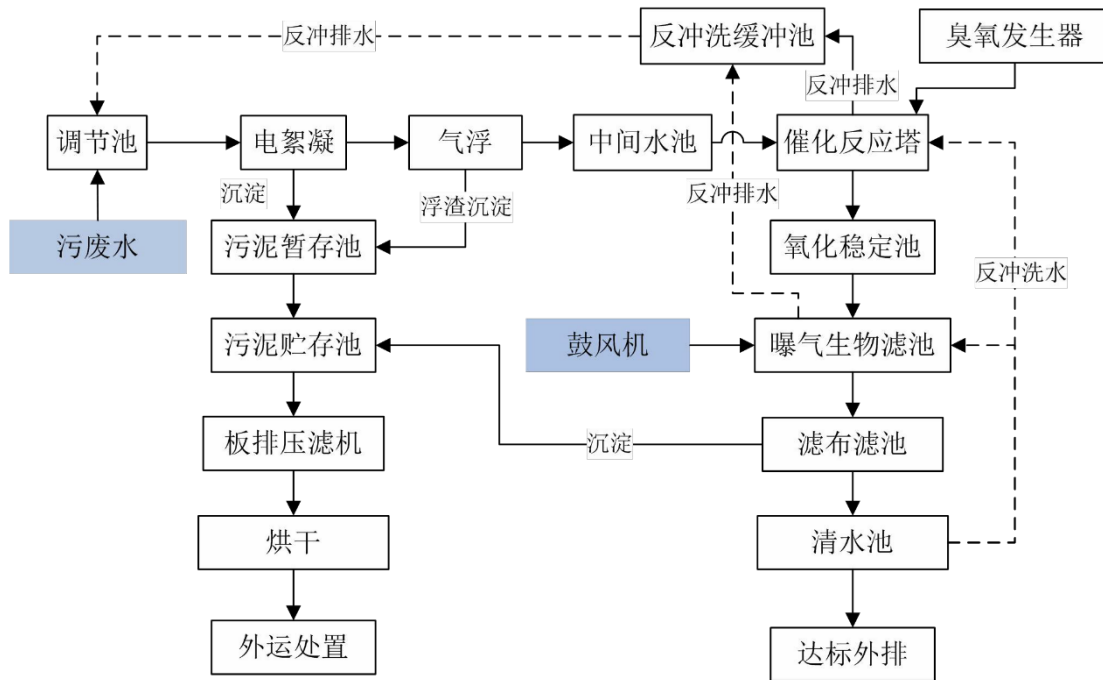 反冲排水
反冲洗缓冲池
臭氧发生器
反冲排水
调节池
电絮凝
气浮
中间水池
催化反应塔
沉淀
浮渣沉淀
反冲排水
污废水
污泥暂存池
氧化稳定池
反冲洗水
污泥贮存池
鼓风机
曝气生物滤池
板排压滤机
沉淀
滤布滤池
烘干
清水池
外运处置
达标外排